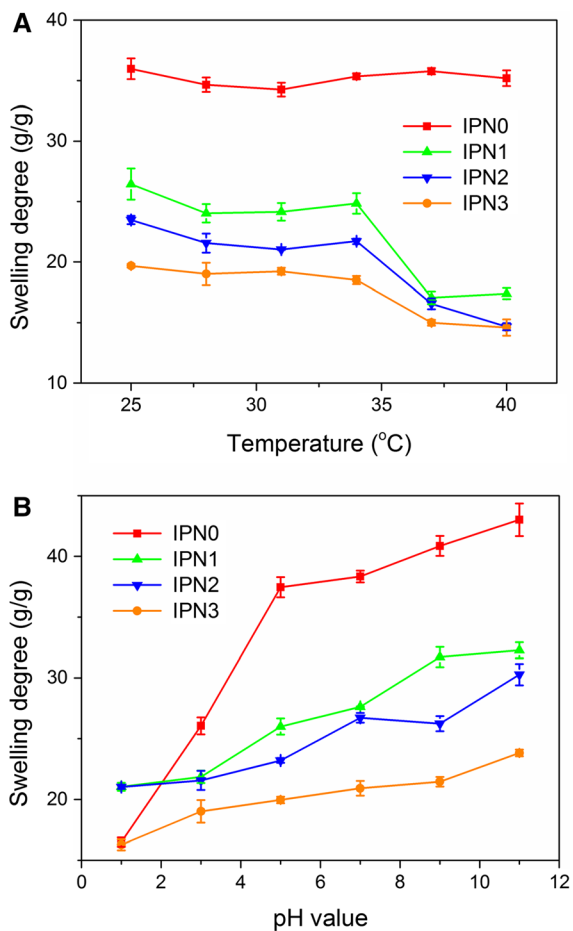 A
40
30
20
10
Swelling degree (g/g)
IPN0
IPN1
IPN2
IPN3
25 30 35 40
Temperature (°C)
B
40
30
20
Swelling degree (g/g)
IPN0
IPN1
IPN2
IPN3
0 2 4 6 8 10 12
pH value